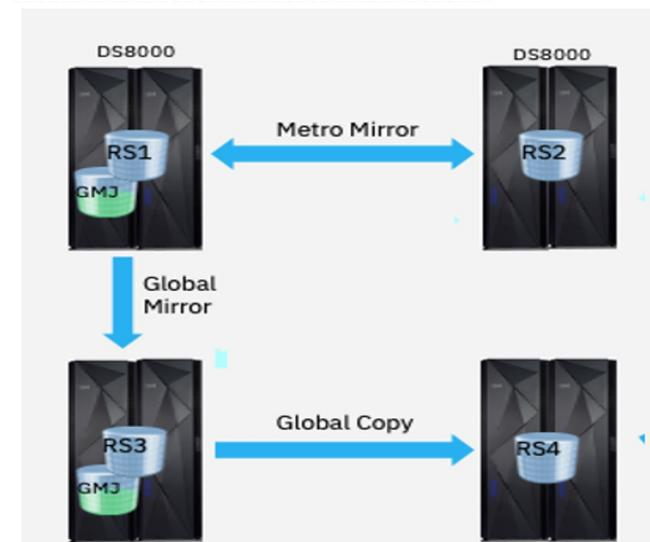 DS8000
DS8000
Metro Mirror
RS1
RS2
GMJ
Global
Mirror
Global Copy
RS3
RS4
GMJ